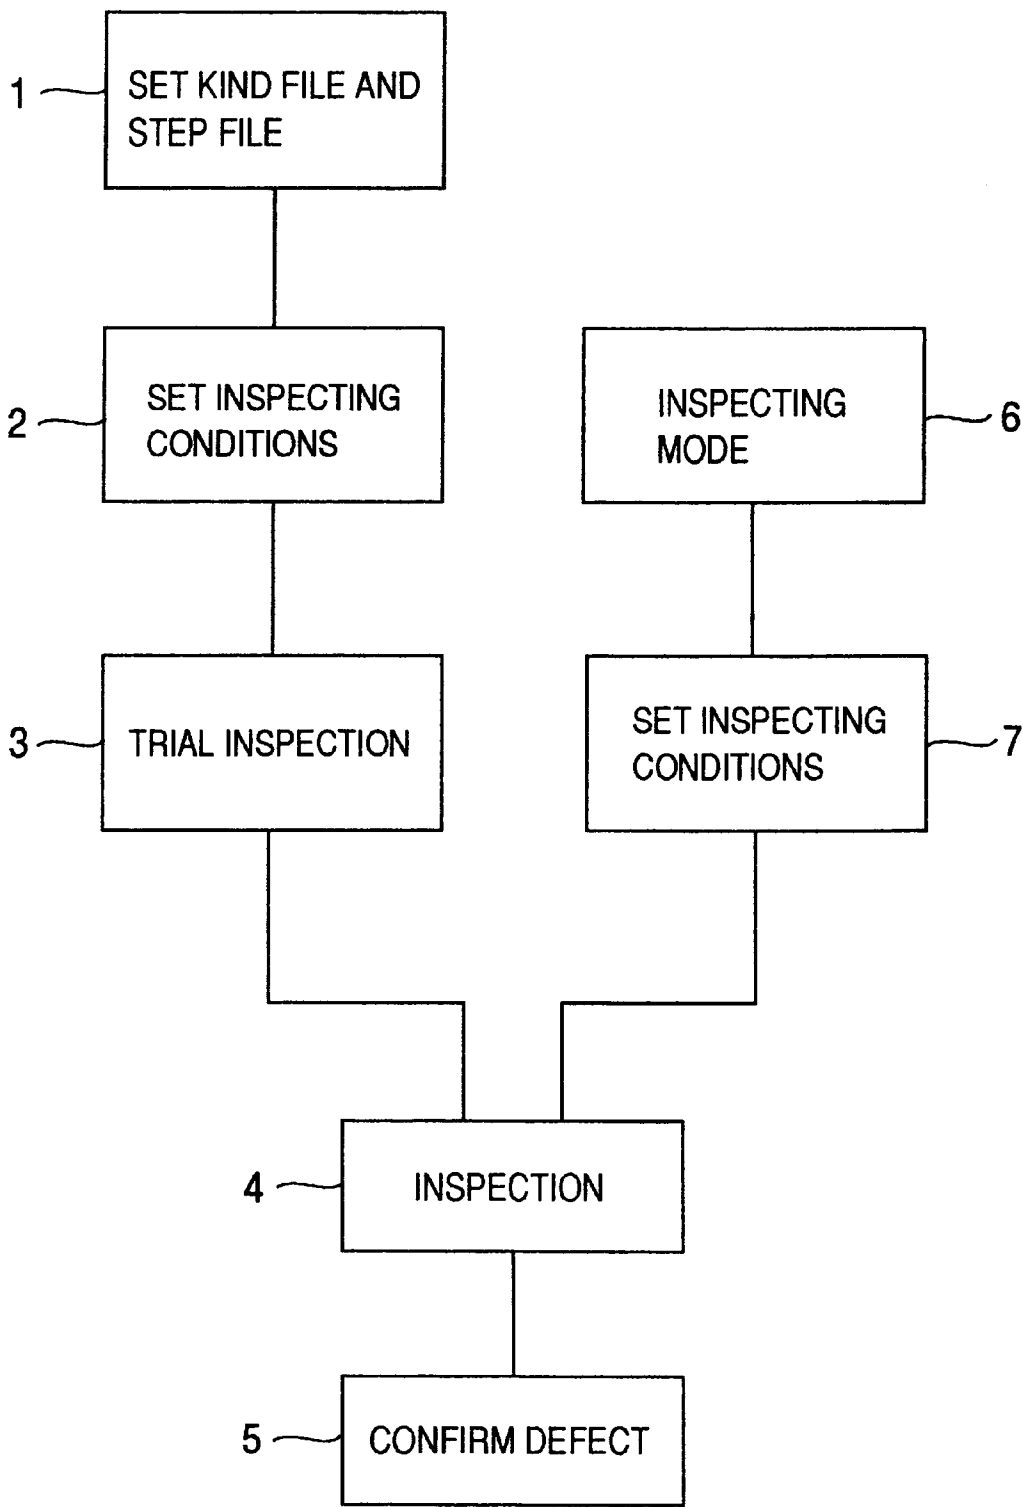 1
SET KIND FILE AND
STEP FILE
2
SET INSPECTING
CONDITIONS
INSPECTING
MODE
6
3
TRIAL INSPECTION
SET INSPECTING
CONDITIONS
7
4
INSPECTION
5
CONFIRM DEFECT